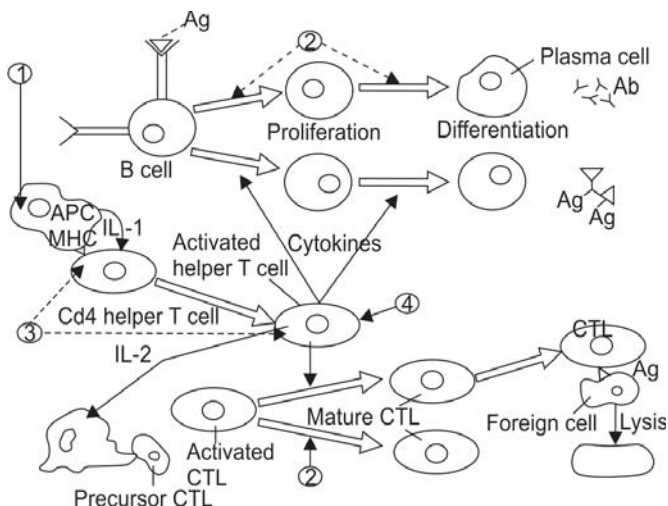 Ag
②
Plasma cell
①
Ab
Proliferation
Differentiation
B cell
APC
MHC
IL-1
Ag
Ag
Activated
helper T cell
Cytokines
③
Cd4 helper T cell
④
IL-2
CTL
Ag
Mature CTL
Foreign cell
Lysis
Activated
CTL
②
Precursor CTL